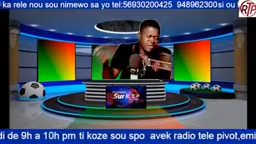 ka rele nou sou nimewo sa yo tel:56930200425 948962300si ou
RTP
Sur
di de 9h a 10h pm ti koze sou spo avek radio tele pivot,emi